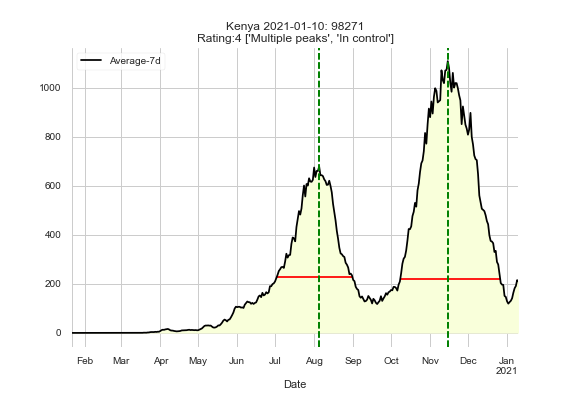 Kenya 2021-01-10: 98271
Rating:4 ['Multiple peaks', 'In control']
Average-7d
1000
800
600
400
200
0
Feb Mar Apr May Jun Jul Aug Sep Oct Nov Dec Jan
2021
Date